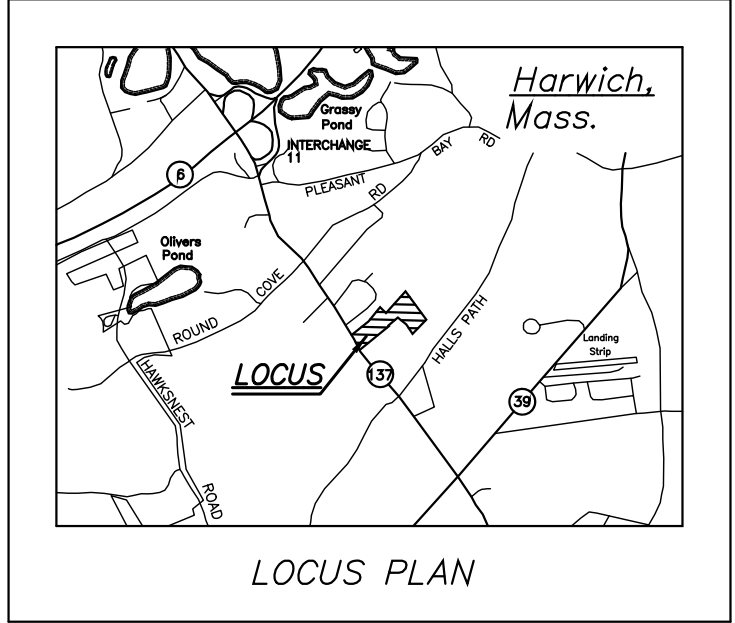 Harwich,
Mass.
Grassy
Pond
INTERCHANGE
11
PLEASANT BAY RD
6
Olivers
Pond
ROUND COVE RD
HALLS PATH
Landing
Strip
LOCUS
137
39
HAWKSNEST ROAD
LOCUS PLAN